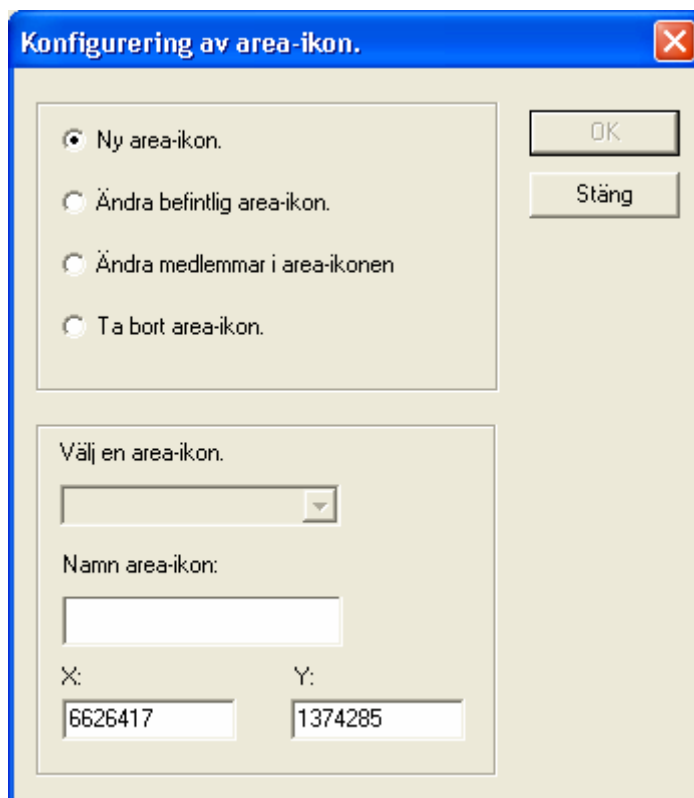 Konfigurering av area-ikon.
Ny area-ikon.
OK
Ändra befintlig area-ikon.
Stäng
Ändra medlemmar i area-ikonen
Ta bort area-ikon.
Välj en area-ikon.
Namn area-ikon:
X: Y:
6626417 1374285